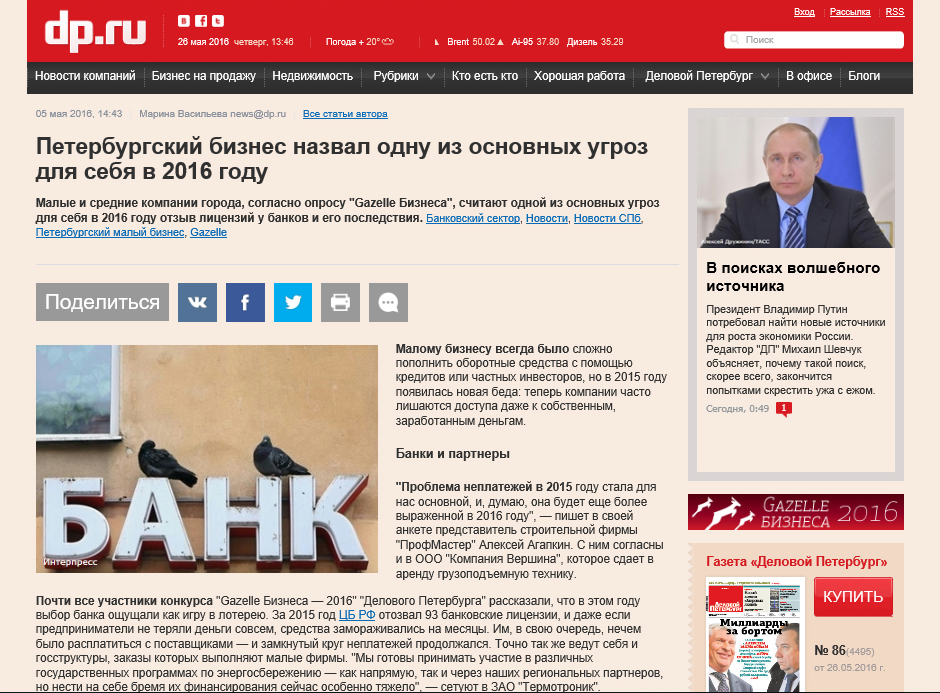 dp.ru
26 мая 2016 четверг, 13:46
Погода + 20°
Brent 50.02 Аи-95 37.80 Дизель 35.29
Вход Рассылка RSS
Поиск
Новости компаний Бизнес на продажу Недвижимость Рубрики Кто есть кто Хорошая работа Деловой Петербург В офисе Блоги
05 мая 2016, 14:43 Марина Васильева news@dp.ru Все статьи автора
Петербургский бизнес назвал одну из основных угроз
для себя в 2016 году
Малые и средние компании города, согласно опросу "Gazelle Бизнеса", считают одной из основных угроз
для себя в 2016 году отзыв лицензий у банков и его последствия. Банковский сектор, Новости, Новости СПб,
Петербургский малый бизнес, Gazelle
Поделиться
БАНК
Интерпресс
Малому бизнесу всегда было сложно
пополнить оборотные средства с помощью
кредитов или частных инвесторов, но в 2015 году
появилась новая беда: теперь компании часто
лишаются доступа даже к собственным,
заработанным деньгам.
Банки и партнеры
"Проблема неплатежей в 2015 году стала для
нас основной, и, думаю, она будет еще более
выраженной в 2016 году", — пишет в своей
анкете представитель строительной фирмы
"ПрофМастер" Алексей Агапкин. С ним согласны
и в ООО "Компания Вершина", которое сдает в
аренду грузоподъемную технику.
Почти все участники конкурса "Gazelle Бизнеса — 2016" "Делового Петербурга" рассказали, что в этом году
выбор банка ощущали как игру в лотерею. За 2015 год ЦБ РФ отозвал 93 банковские лицензии, и даже если
предприниматели не теряли деньги совсем, средства замораживались на месяцы. Им, в свою очередь, нечем
было расплатиться с поставщиками — и замкнутый круг неплатежей продолжался. Точно так же ведут себя и
госструктуры, заказы которых выполняют малые фирмы. "Мы готовы принимать участие в различных
государственных программах по энергосбережению — как напрямую, так и через наших региональных партнеров,
но нести на себе бремя их финансирования сейчас особенно тяжело", — сетуют в ЗАО "Термотроник".
Алексей Дружинин/ТАСС
В поисках волшебного
источника
Президент Владимир Путин
потребовал найти новые источники
для роста экономики России.
Редактор "ДП" Михаил Шевчук
объясняет, почему такой поиск,
скорее всего, закончится
попытками скрестить ужа с ежом.
Сегодня, 0:49 1
GAZELLE
БИЗНЕСА 2016
Газета «Деловой Петербург»
ДЕЛОВОЙ
ПЕТЕРБУРГ
Миллиарды
за бортом
КУПИТЬ
№ 86(4495)
от 26.05.2016 г.